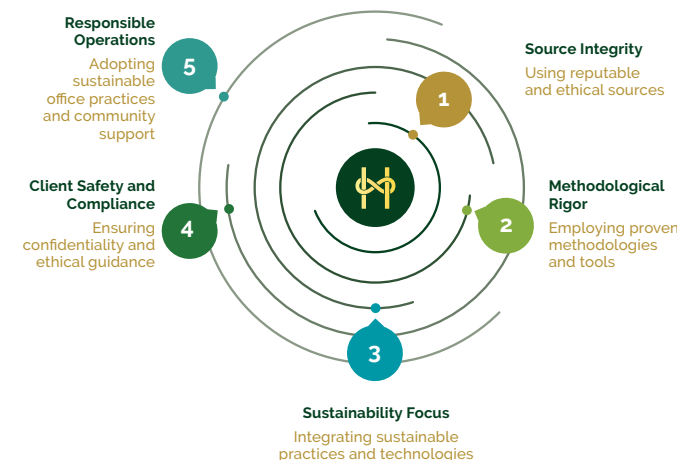 1
Source Integrity
Using reputable
and ethical sources
2
Methodological
Rigor
Employing proven
methodologies
and tools
3
Sustainability Focus
Integrating sustainable
practices and technologies
4
Client Safety and
Compliance
Ensuring
confidentiality and
ethical guidance
5
Responsible
Operations
Adopting
sustainable
office practices
and community
support